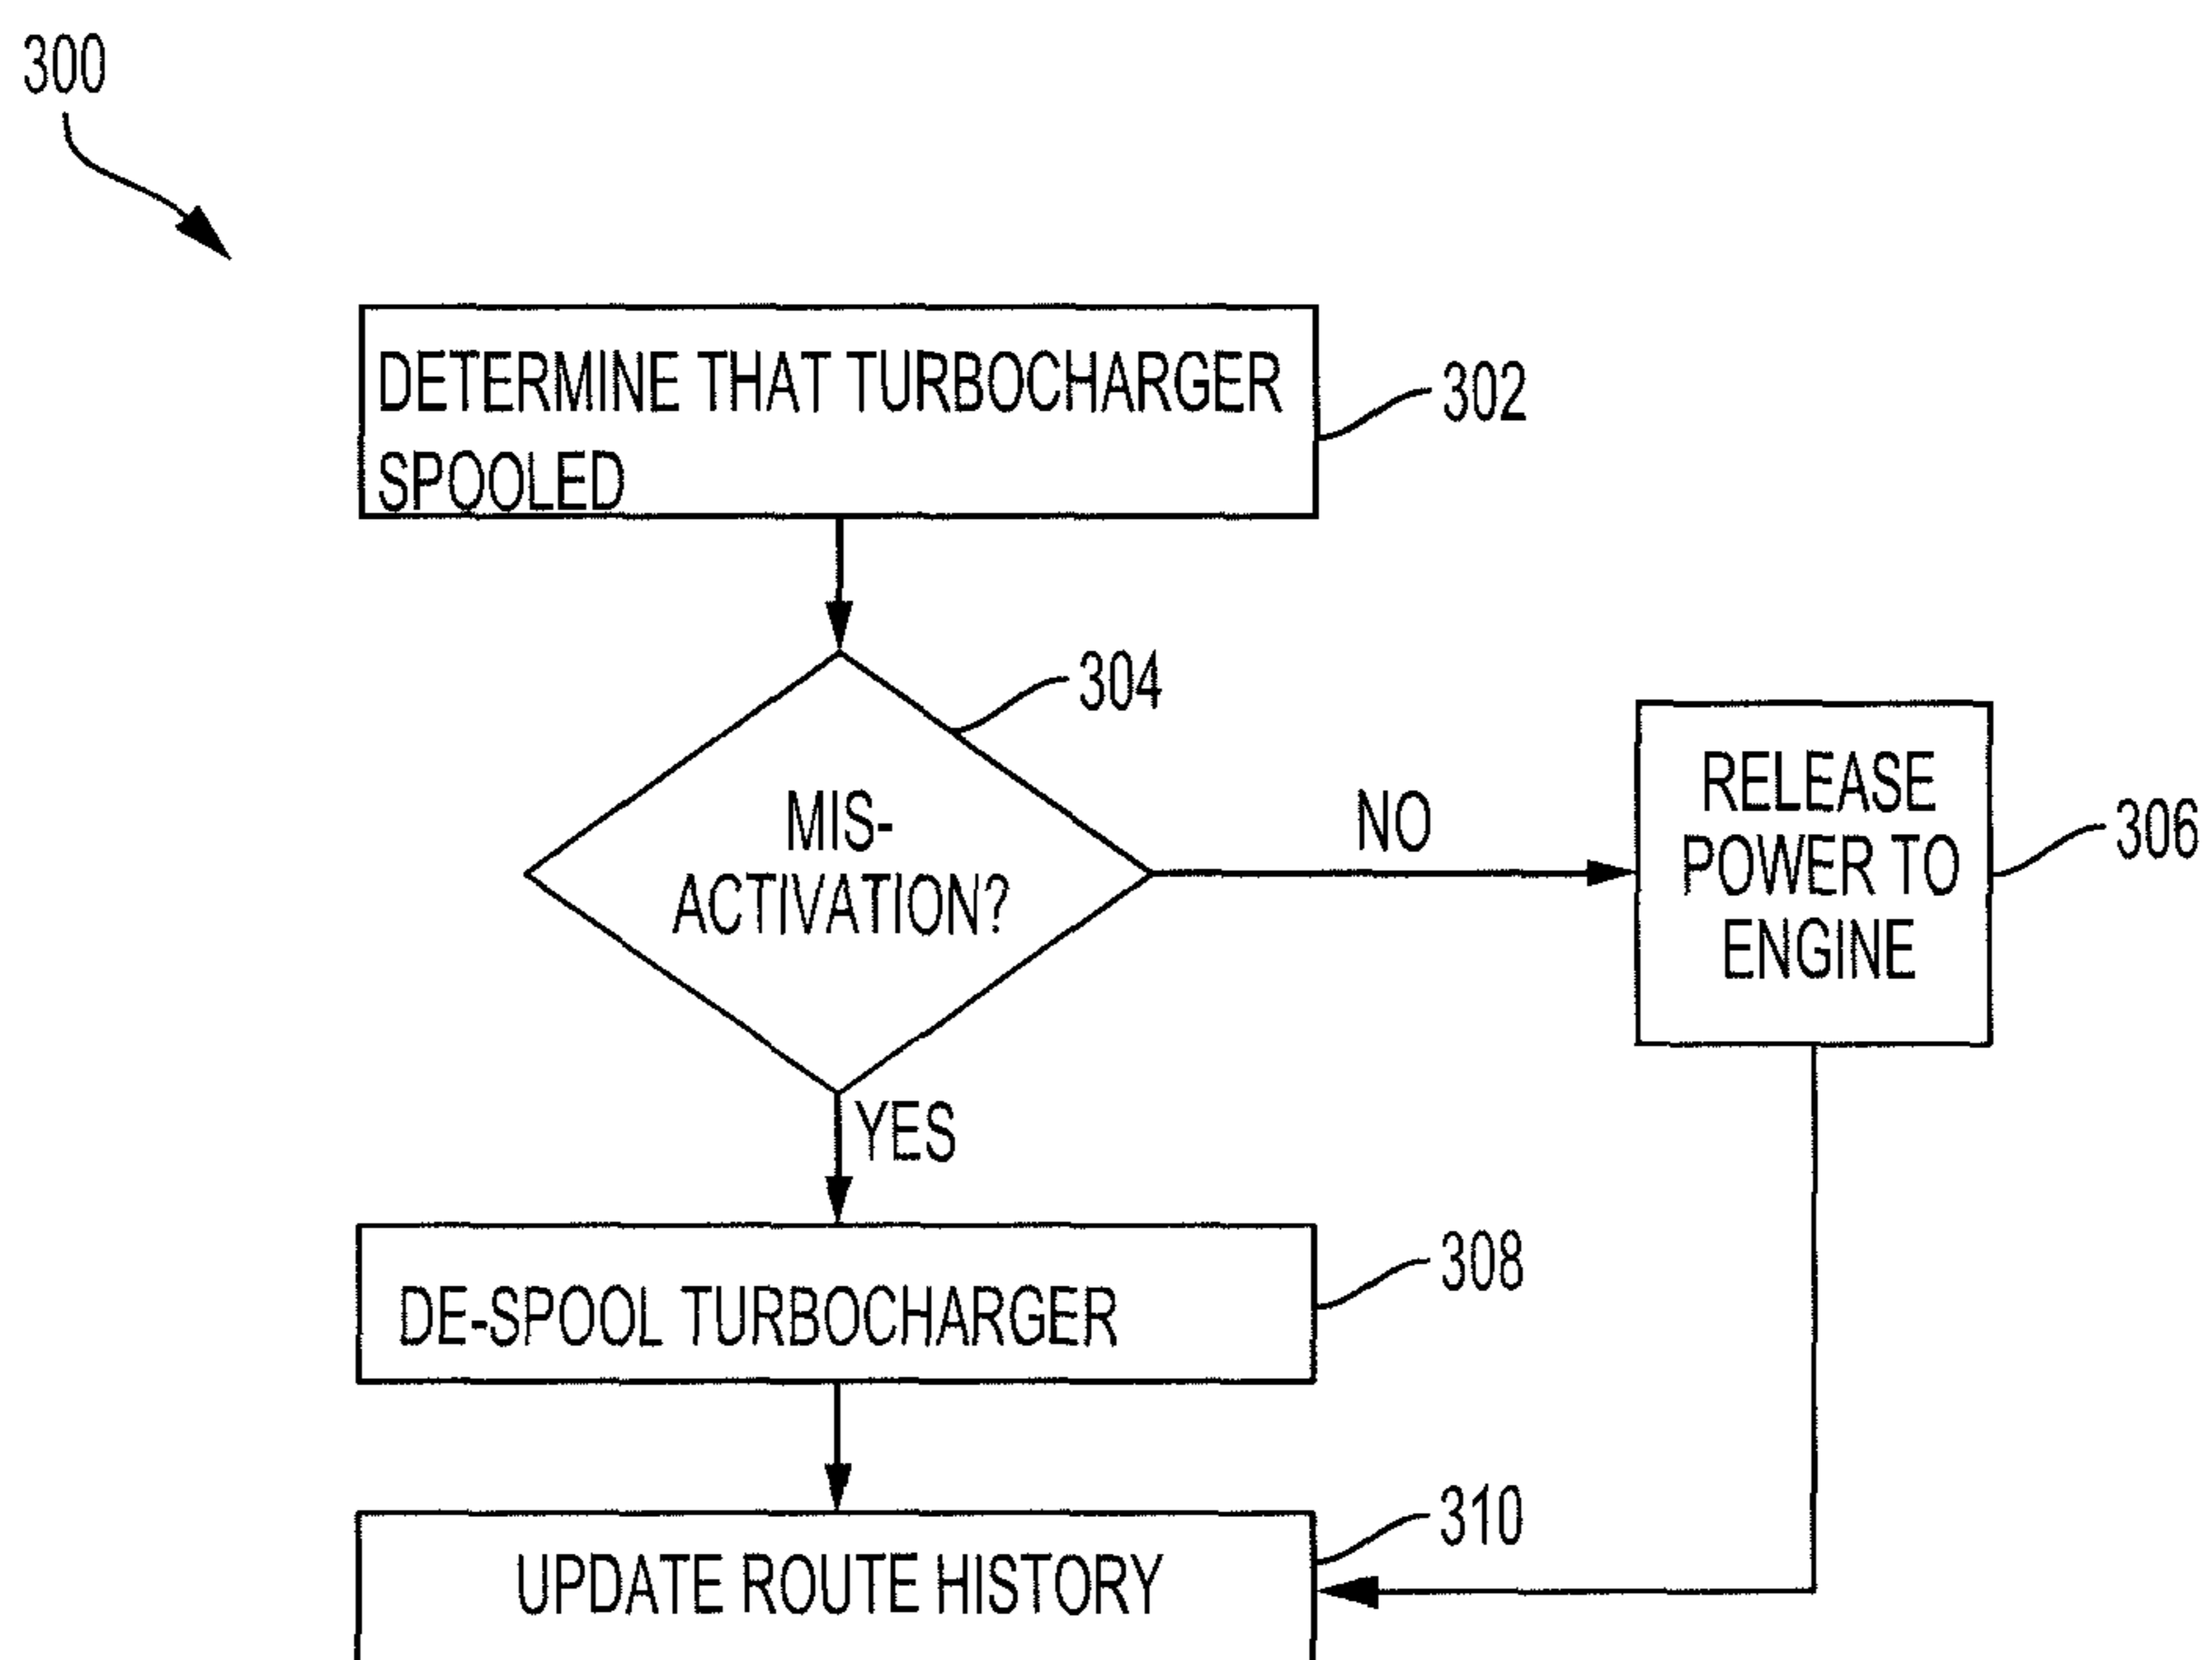 300
DETERMINE THAT TURBOCHARGER
SPOOLED
302
304
MIS-
ACTIVATION?
NO
RELEASE
POWER TO
ENGINE
306
YES
DE-SPOOL TURBOCHARGER
308
UPDATE ROUTE HISTORY
310